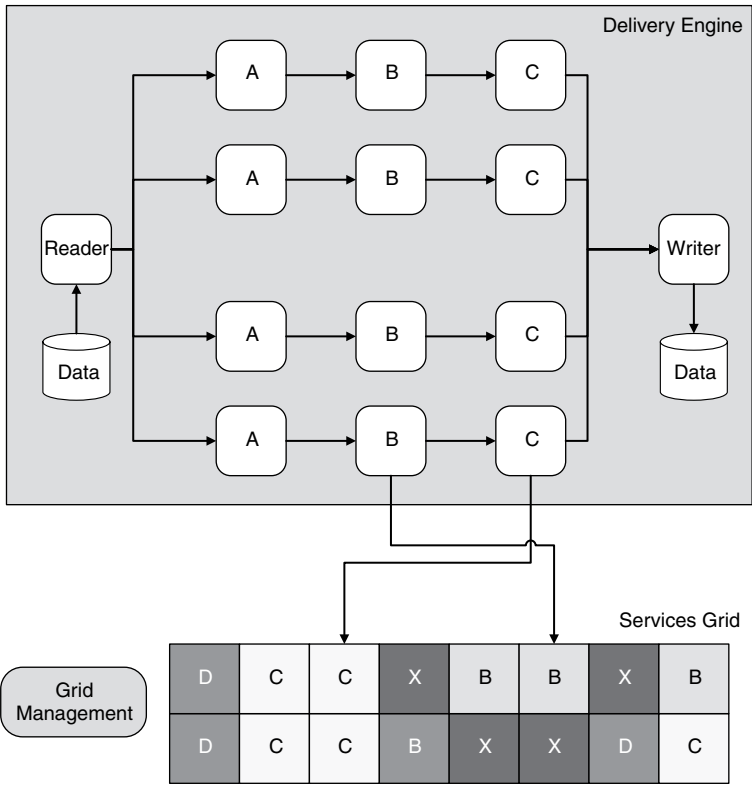 Delivery Engine
A B C
A B C
Reader
Writer
A B C
Data
Data
A B C
Services Grid
D C C X B B X B
Grid
Management
D C C B X X D C